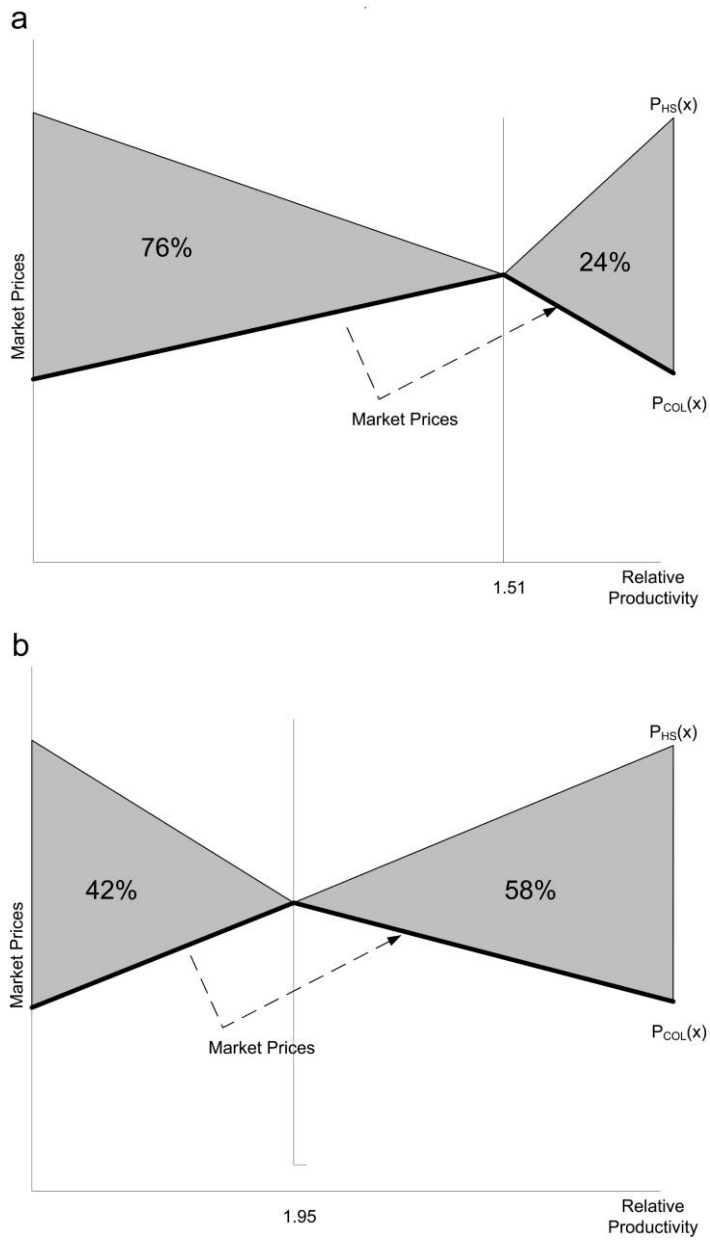 a
P_HS(x)
76%
24%
Market Prices
P_COL(x)
Market Prices
1.51
Relative
Productivity
b
P_HS(x)
42%
58%
Market Prices
Market Prices
P_COL(x)
1.95
Relative
Productivity